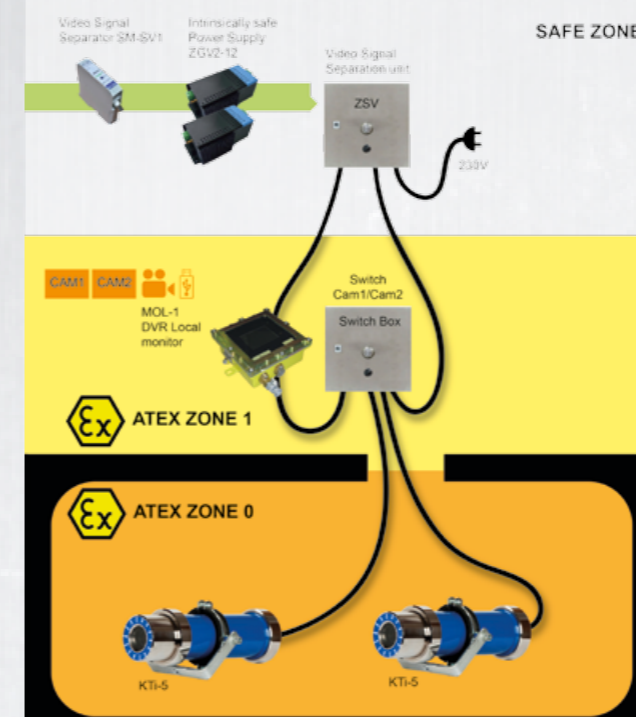 Video Signal
Separator SM-SV1
Intrinsically safe
Power Supply
ZGV2-12
Video Signal
Separation unit
SAFE ZONE
ZSV
230V
CAM1
CAM2
MOL-1
DVR Local
monitor
Switch
Cam1/Cam2
Switch Box
Ex
ATEX ZONE 1
Ex
ATEX ZONE 0
KTi-5
KTi-5